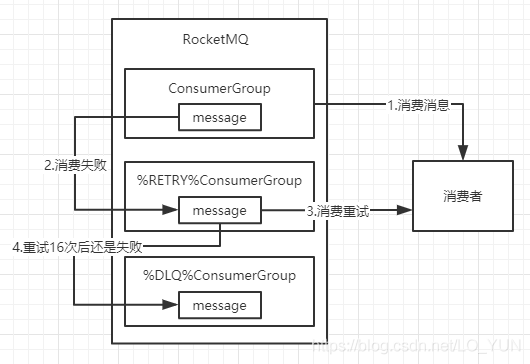 RocketMQ
ConsumerGroup
message
1.消费消息
2.消费失败
%RETRY%ConsumerGroup
message
3.消费重试
消费者
4.重试16次后还是失败
%DLQ%ConsumerGroup
message
https://blog.csdn.net/LO_YUN